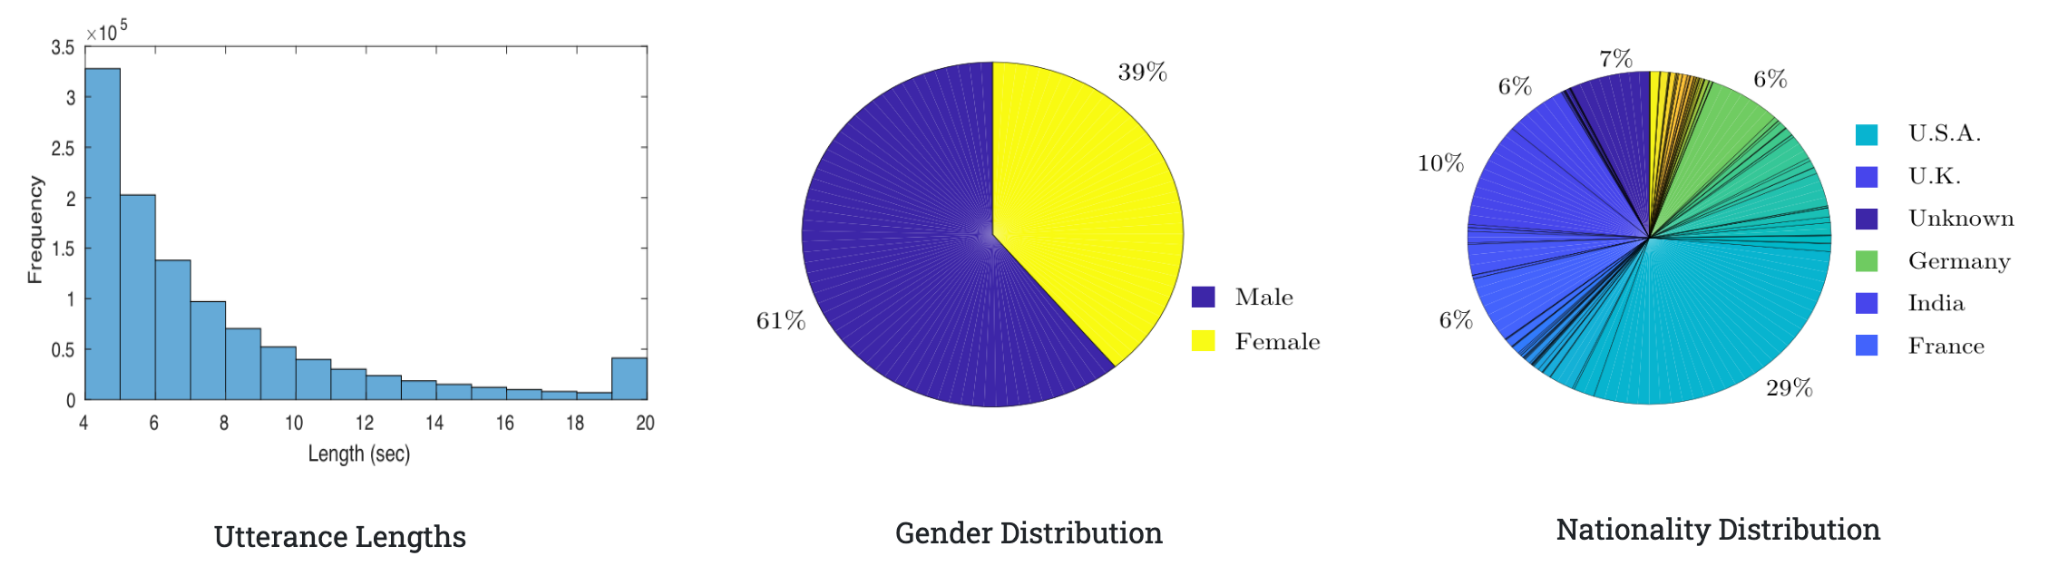 ×10^5
3.5
3
2.5
2
1.5
1
0.5
0
Frequency
4 6 8 10 12 14 16 18 20
Length (sec)
Utterance Lengths
39%
61%
Male
Female
Gender Distribution
7%
6%
6%
10%
6%
29%
U.S.A.
U.K.
Unknown
Germany
India
France
Nationality Distribution